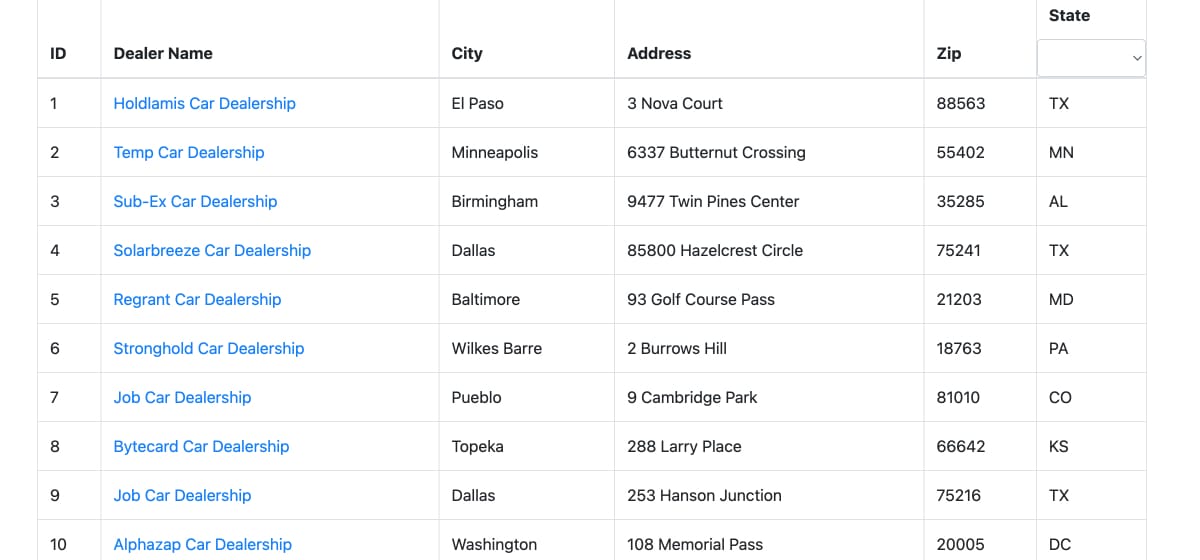 State
ID Dealer Name City Address Zip
1 Holdlamis Car Dealership El Paso 3 Nova Court 88563 TX
2 Temp Car Dealership Minneapolis 6337 Butternut Crossing 55402 MN
3 Sub-Ex Car Dealership Birmingham 9477 Twin Pines Center 35285 AL
4 Solarbreeze Car Dealership Dallas 85800 Hazelcrest Circle 75241 TX
5 Regrant Car Dealership Baltimore 93 Golf Course Pass 21203 MD
6 Stronghold Car Dealership Wilkes Barre 2 Burrows Hill 18763 PA
7 Job Car Dealership Pueblo 9 Cambridge Park 81010 CO
8 Bytecard Car Dealership Topeka 288 Larry Place 66642 KS
9 Job Car Dealership Dallas 253 Hanson Junction 75216 TX
10 Alphazap Car Dealership Washington 108 Memorial Pass 20005 DC